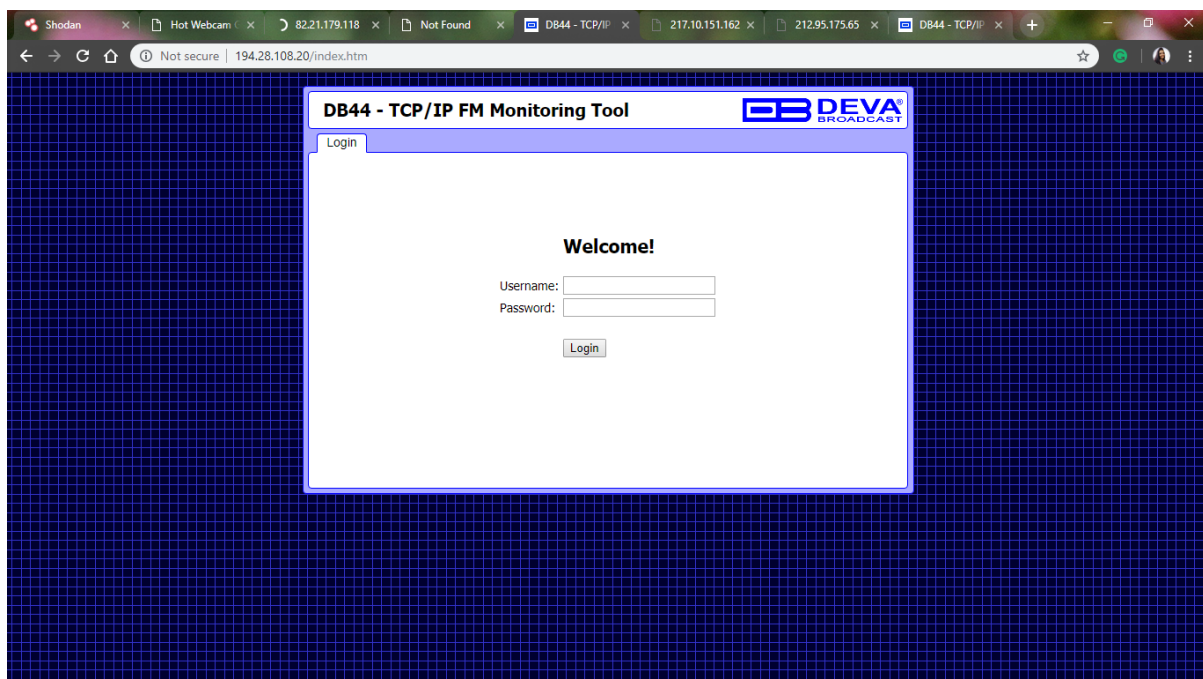 Shodan
Hot Webcam
82.21.179.118
Not Found
DB44 - TCP/IP
217.10.151.162
212.95.175.65
DB44 - TCP/IP
Not secure | 194.28.108.20/index.htm
DB44 - TCP/IP FM Monitoring Tool
DEVA®
BROADCAST
Login
Welcome!
Username:
Password:
Login